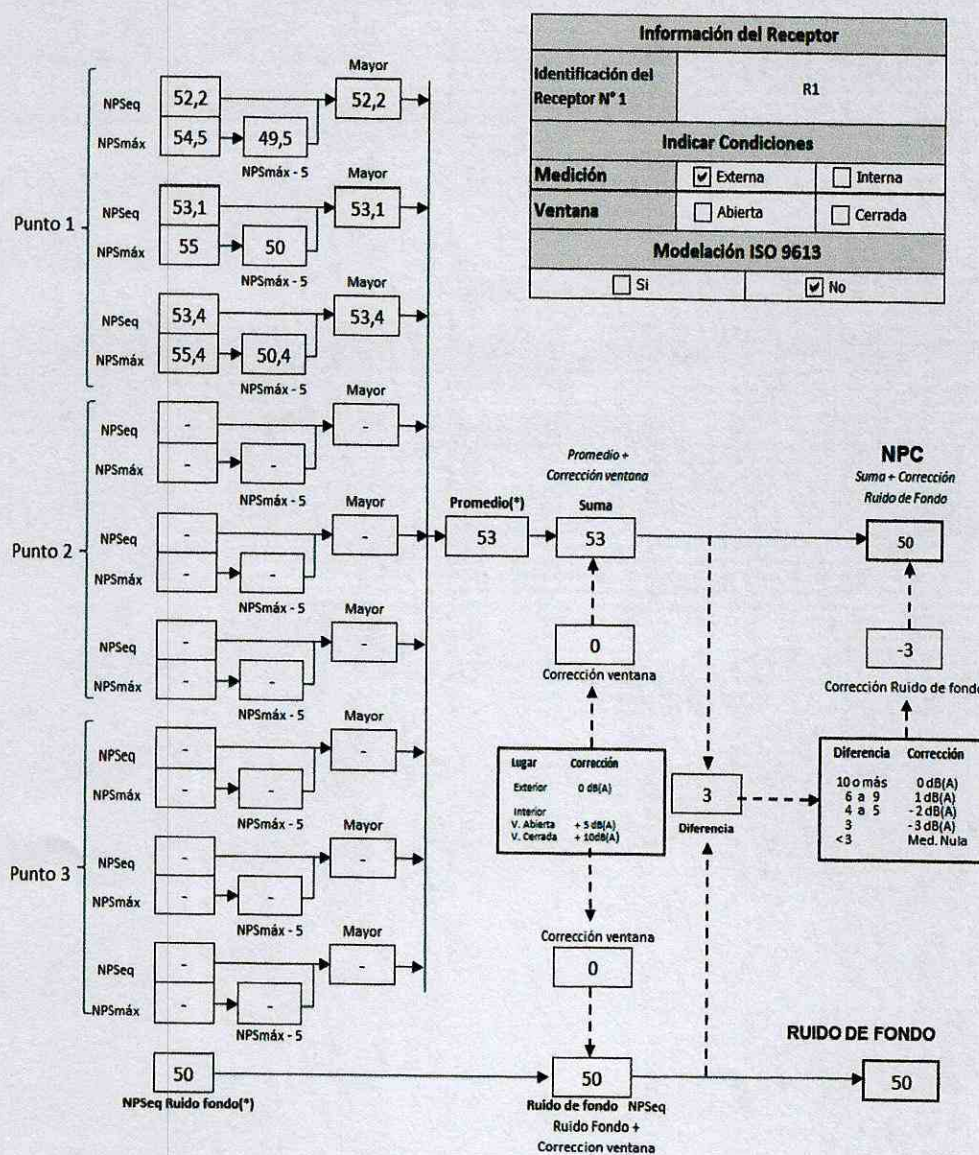 Información del Receptor
Identificación del Receptor N° 1
R1
Indicar Condiciones
Medición
Externa
Interna
Ventana
Abierta
Cerrada
Modelación ISO 9613
Si
No
Punto 1
Mayor
NPSeq
52,2
52,2
NPSmáx
54,5
49,5
NPSmáx - 5
Mayor
NPSeq
53,1
53,1
NPSmáx
55
50
NPSmáx - 5
Mayor
NPSeq
53,4
53,4
NPSmáx
55,4
50,4
NPSmáx - 5
Punto 2
Mayor
NPSeq
-
-
NPSmáx
-
-
NPSmáx - 5
Mayor
NPSeq
-
-
NPSmáx
-
-
NPSmáx - 5
Mayor
NPSeq
-
-
NPSmáx
-
-
NPSmáx - 5
Punto 3
Mayor
NPSeq
-
-
NPSmáx
-
-
NPSmáx - 5
Mayor
NPSeq
-
-
NPSmáx
-
-
NPSmáx - 5
Mayor
NPSeq
-
-
NPSmáx
-
-
NPSmáx - 5
Promedio(*)
53
Promedio +
Corrección ventana
Suma
53
0
Corrección ventana
NPC
Suma + Corrección
Ruido de Fondo
50
-3
Corrección Ruido de fondo
Lugar Corrección
Exterior 0 dB(A)
Interior
V. Abierta + 5 dB(A)
V. Cerrada + 10dB(A)
3
Diferencia
Diferencia Corrección
10 o más 0 dB(A)
6 a 9 1 dB(A)
4 a 5 -2 dB(A)
3 -3 dB(A)
<3 Med. Nula
Corrección ventana
0
RUIDO DE FONDO
50
NPSeq Ruido fondo(*)
50
Ruido de fondo NPSeq
Ruido Fondo +
Correccion ventana
50